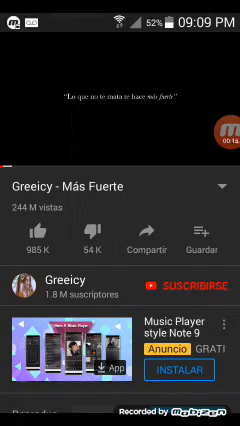 52% 09:09 PM
"Lo que no te mata te hace más fuerte."
Greeicy - Más Fuerte
244 M vistas
985 K 54 K Compartir Guardar
Greeicy
1.8 M suscriptores
SUSCRIBIRSE
Music Player
style Note 9
Anuncio GRATI
App
INSTALAR
Recorded by Mobizen